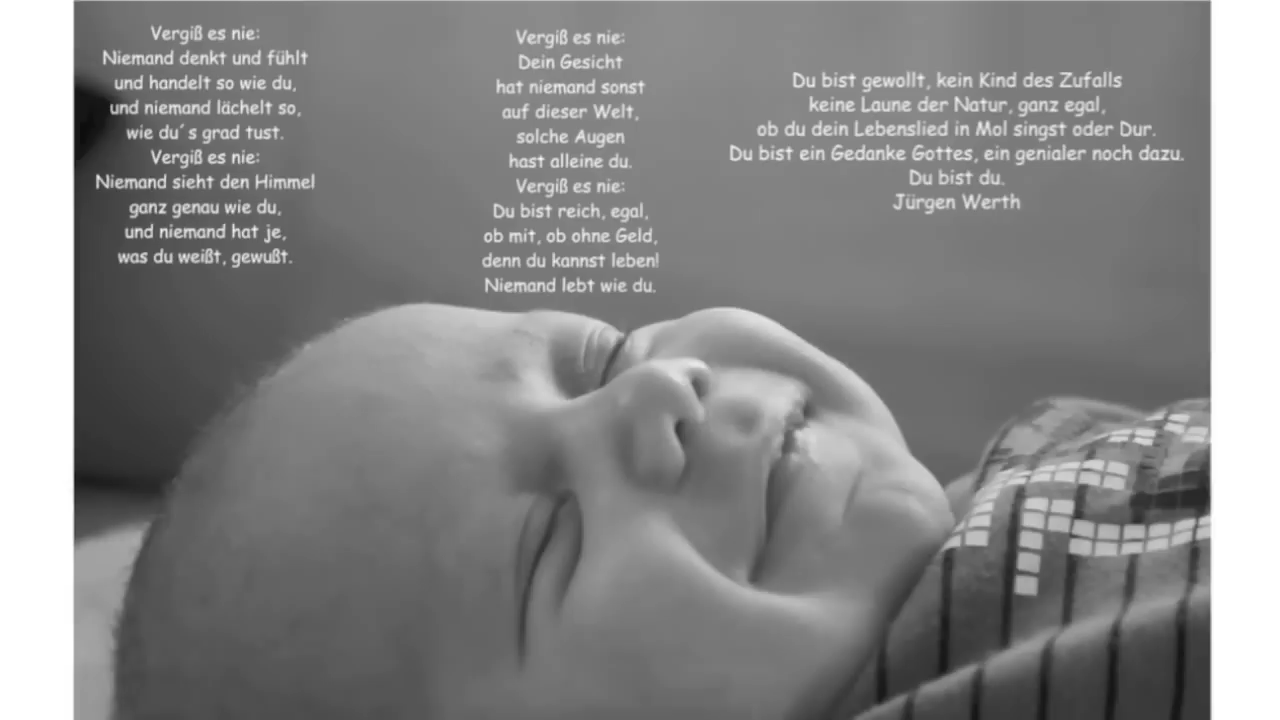 Vergiß es nie:
Niemand denkt und fühlt
und handelt so wie du,
und niemand lächelt so,
wie du´s grad tust.
Vergiß es nie:
Niemand sieht den Himmel
ganz genau wie du,
und niemand hat je,
was du weißt, gewußt.
Vergiß es nie:
Dein Gesicht
hat niemand sonst
auf dieser Welt,
solche Augen
hast alleine du.
Vergiß es nie:
Du bist reich, egal,
ob mit, ob ohne Geld,
denn du kannst leben!
Niemand lebt wie du.
Du bist gewollt, kein Kind des Zufalls
keine Laune der Natur, ganz egal,
ob du dein Lebenslied in Mol singst oder Dur.
Du bist ein Gedanke Gottes, ein genialer noch dazu.
Du bist du.
Jürgen Werth